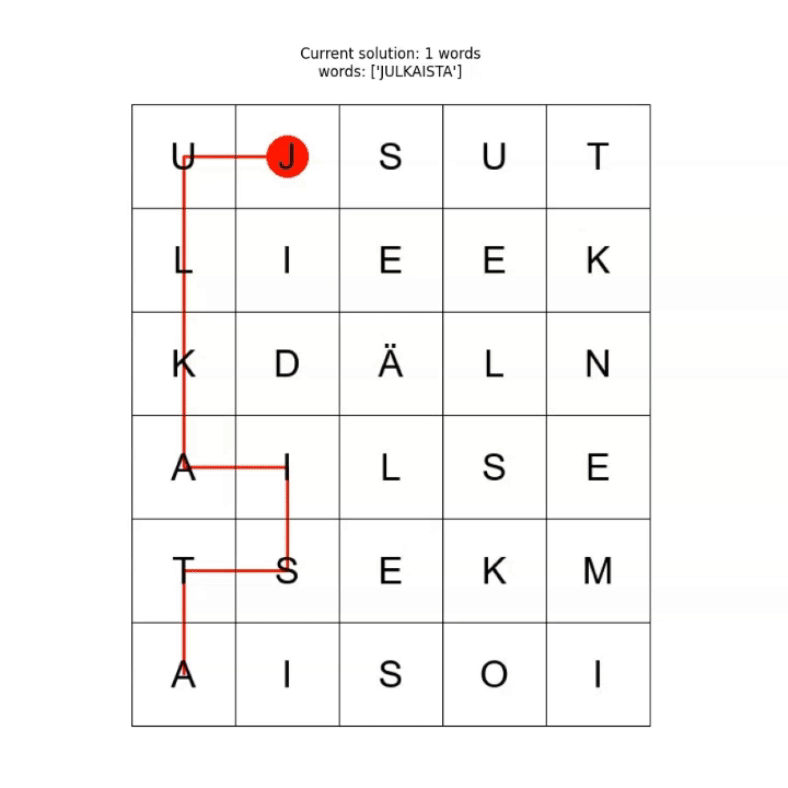 Current solution: 1 words
words: ['JULKAISTA']
U J S U T
L I E E K
K D Ä L N
A I L S E
T S E K M
A I S O I